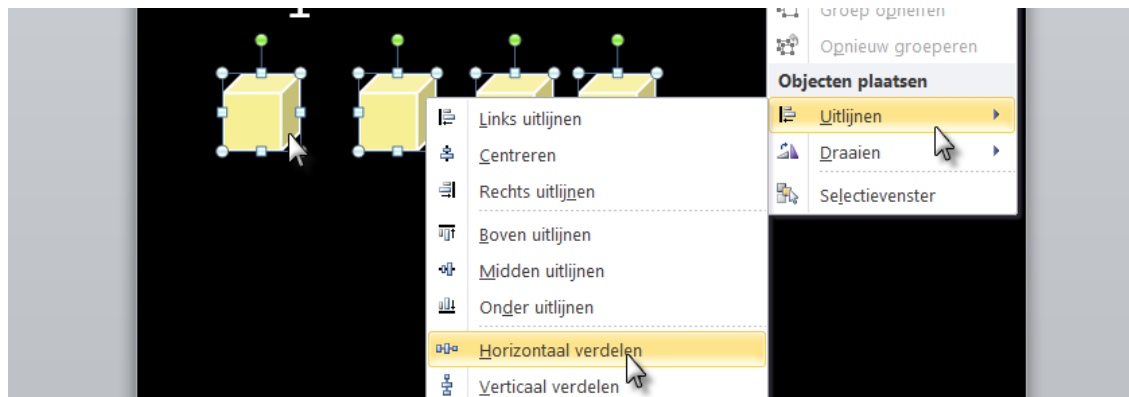 Groep opheffen
Opnieuw groeperen
Objecten plaatsen
Uitlijnen
Draaien
Selectievenster
Links uitlijnen
Centreren
Rechts uitlijnen
Boven uitlijnen
Midden uitlijnen
Onder uitlijnen
Horizontaal verdelen
Verticaal verdelen